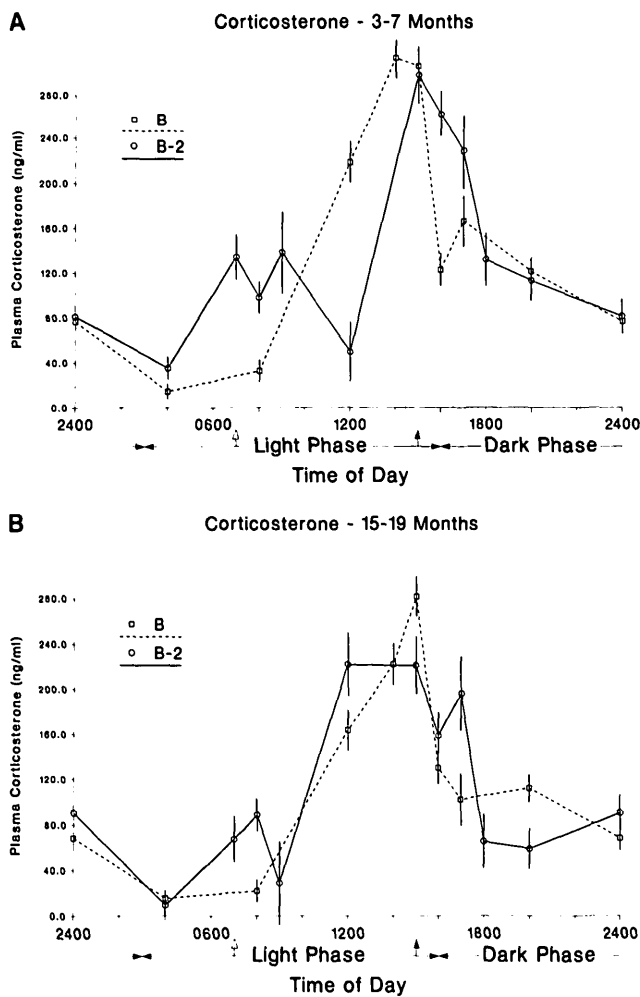 A
Corticosterone - 3-7 Months
Plasma Corticosterone (ng/ml)
280.0
240.0
200.0
160.0
120.0
80.0
40.0
0.0
B
B-2
2400 0600 1200 1800 2400
Light Phase Dark Phase
Time of Day
B
Corticosterone - 15-19 Months
Plasma Corticosterone (ng/ml)
280.0
240.0
200.0
160.0
120.0
80.0
40.0
0.0
B
B-2
2400 0600 1200 1800 2400
Light Phase Dark Phase
Time of Day